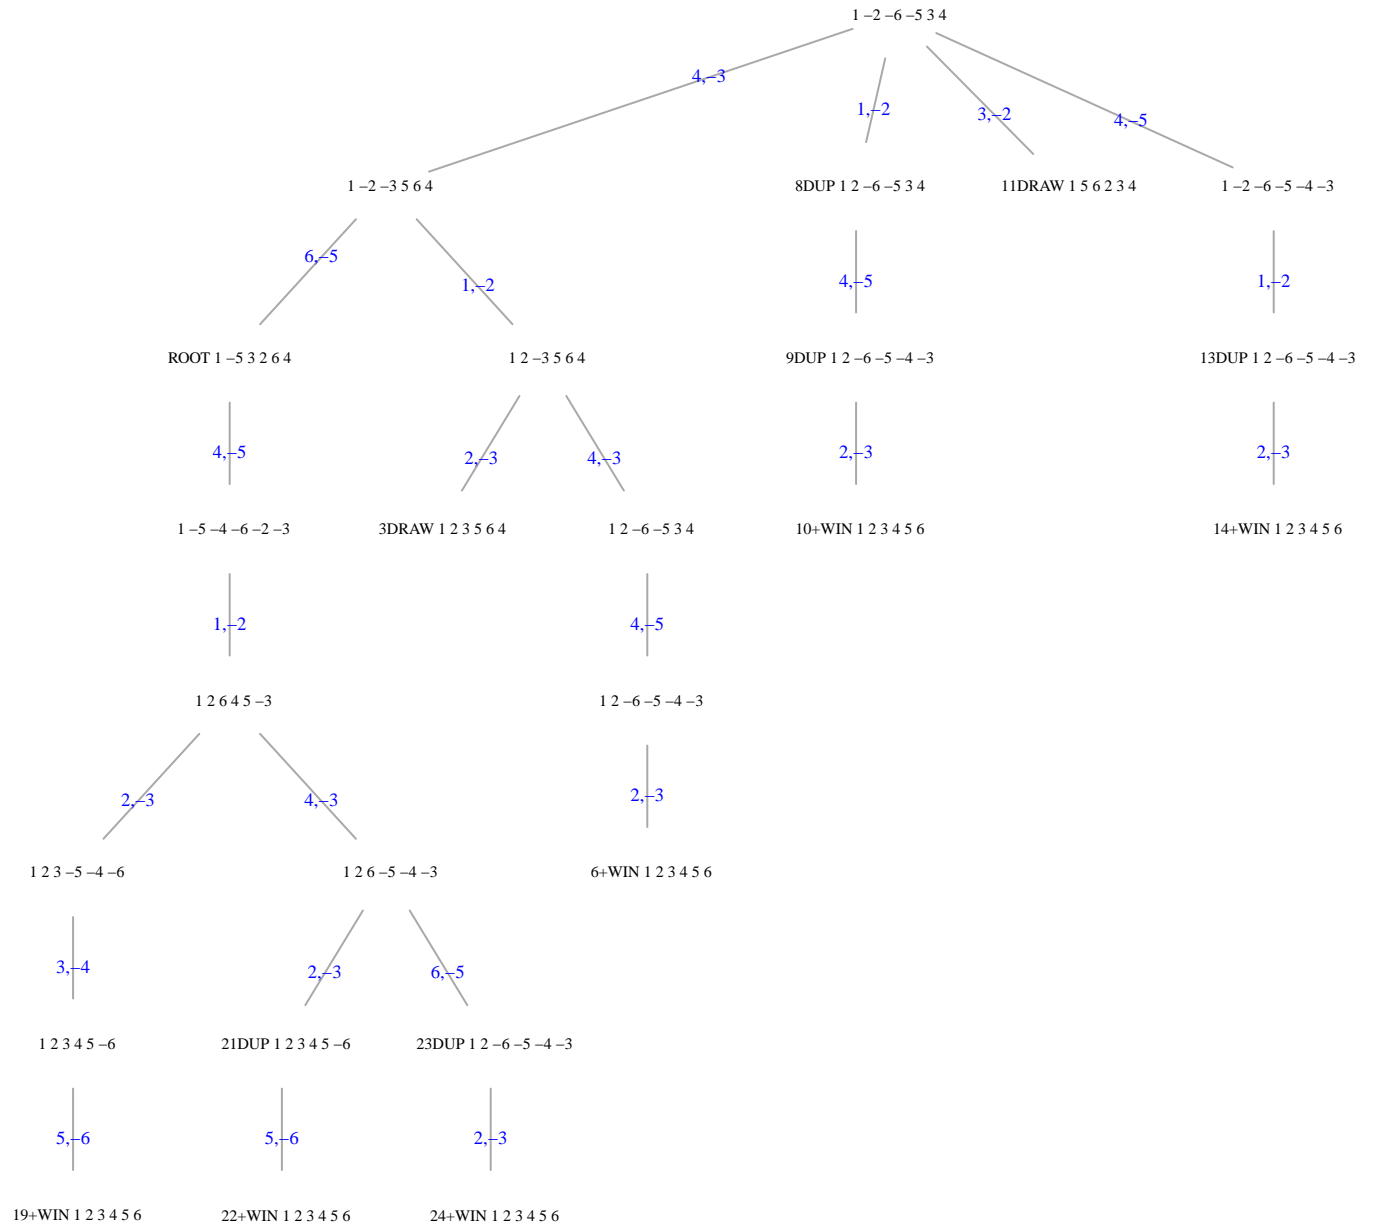 1 –2 –6 –5 3 4
4,–3
1,–2
3,–2
4,–5
1 –2 –3 5 6 4
8DUP 1 2 –6 –5 3 4
11DRAW 1 5 6 2 3 4
1 –2 –6 –5 –4 –3
6,–5
1,–2
4,–5
1,–2
ROOT 1 –5 3 2 6 4
1 2 –3 5 6 4
9DUP 1 2 –6 –5 –4 –3
13DUP 1 2 –6 –5 –4 –3
4,–5
2,–3
4,–3
2,–3
2,–3
1 –5 –4 –6 –2 –3
3DRAW 1 2 3 5 6 4
1 2 –6 –5 3 4
10+WIN 1 2 3 4 5 6
14+WIN 1 2 3 4 5 6
1,–2
4,–5
1 2 6 4 5 –3
1 2 –6 –5 –4 –3
2,–3
4,–3
2,–3
1 2 3 –5 –4 –6
1 2 6 –5 –4 –3
6+WIN 1 2 3 4 5 6
3,–4
2,–3
6,–5
1 2 3 4 5 –6
21DUP 1 2 3 4 5 –6
23DUP 1 2 –6 –5 –4 –3
5,–6
5,–6
2,–3
19+WIN 1 2 3 4 5 6
22+WIN 1 2 3 4 5 6
24+WIN 1 2 3 4 5 6